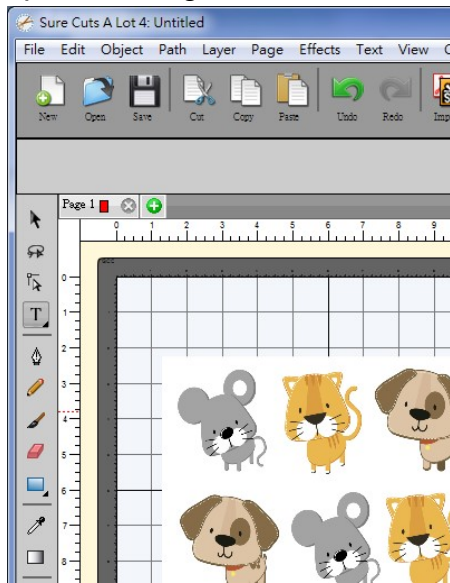 Sure Cuts A Lot 4: Untitled
File Edit Object Path Layer Page Effects Text View
New Open Save Cut Copy Paste Undo Redo Imp
Page 1
0 1 2 3 4 5 6 7 8 9
T
0
1
2
3
4
5
6
7
8